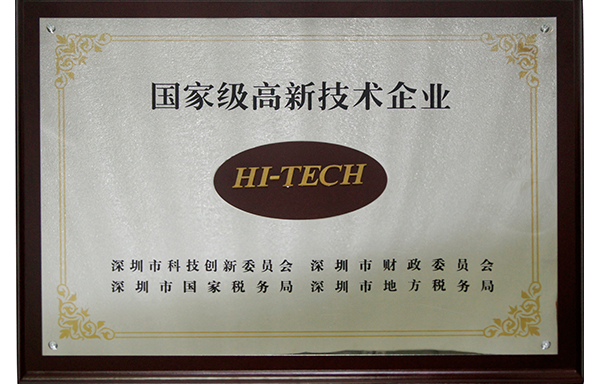 国家级高新技术企业
HI-TECH
深圳市科技创新委员会 深圳市财政委员会
深圳市国家税务局 深圳市地方税务局